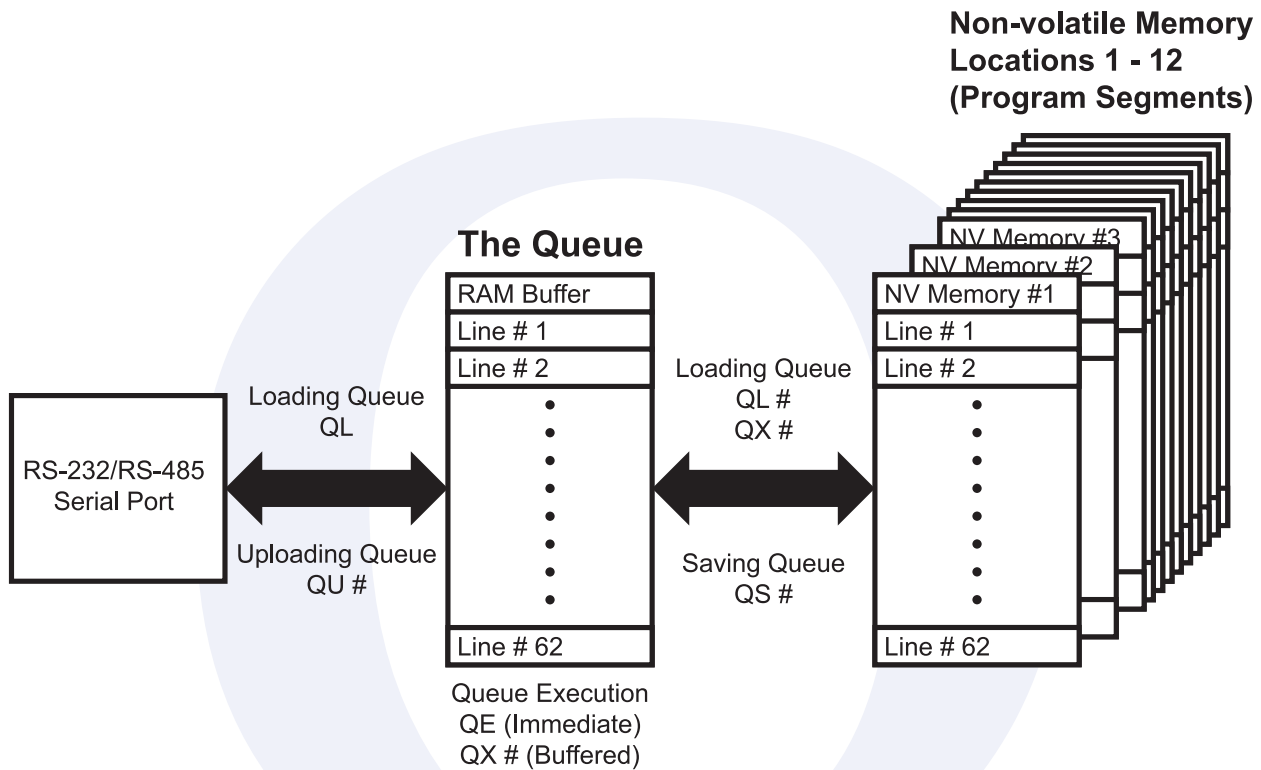 Non-volatile Memory
Locations 1 - 12
(Program Segments)
The Queue
RAM Buffer
Line # 1
Line # 2
Line # 62
NV Memory #3
NV Memory #2
NV Memory #1
Line # 1
Line # 2
Line # 62
RS-232/RS-485
Serial Port
Loading Queue
QL
Uploading Queue
QU #
Loading Queue
QL #
QX #
Saving Queue
QS #
Queue Execution
QE (Immediate)
QX # (Buffered)